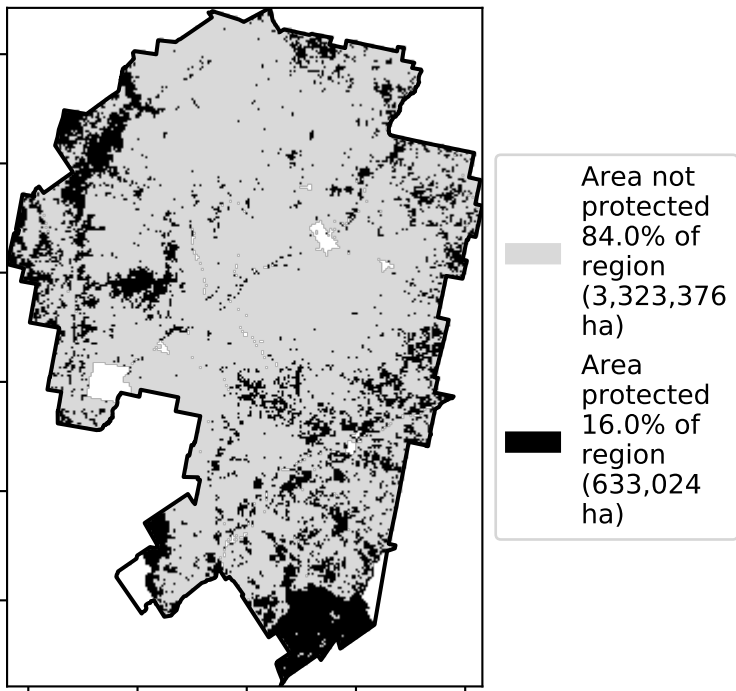 Area not
protected
84.0% of
region
(3,323,376
ha)
Area
protected
16.0% of
region
(633,024
ha)